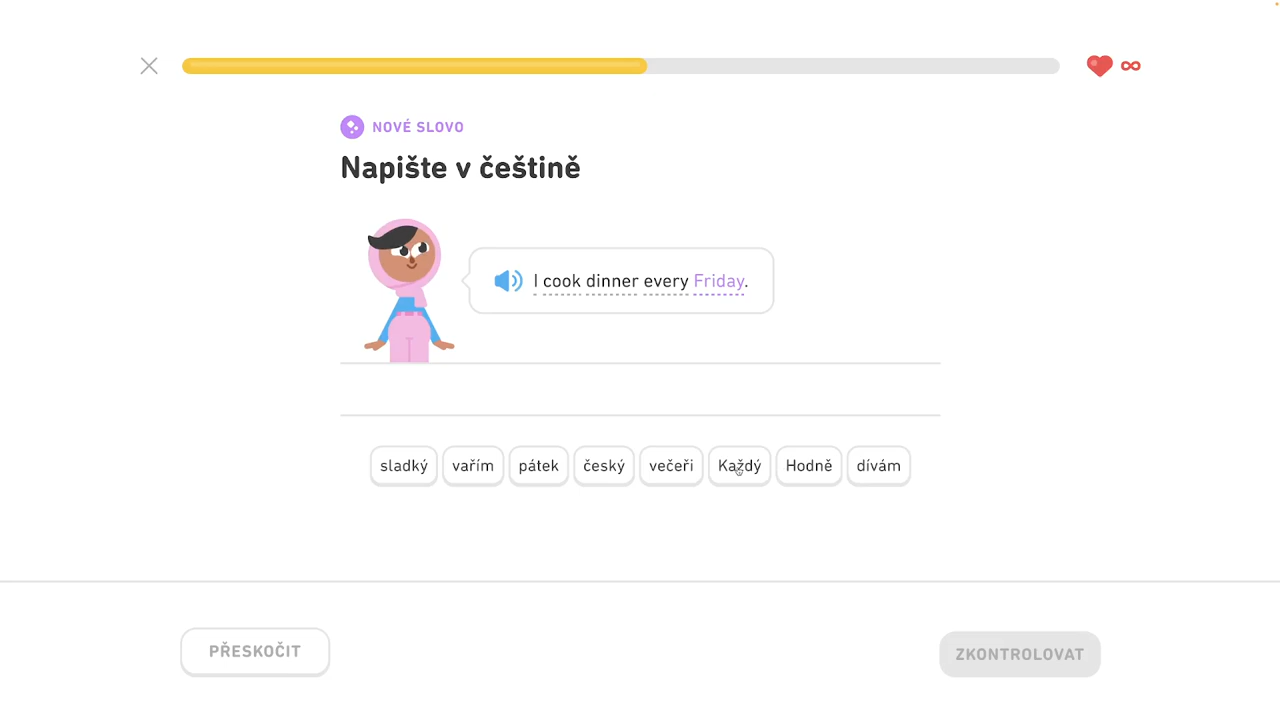 ∞
NOVÉ SLOVO
Napište v češtině
I cook dinner every Friday.
sladký vařím pátek český večeři Každý Hodně dívám
PŘESKOČIT ZKONTROLOVAT